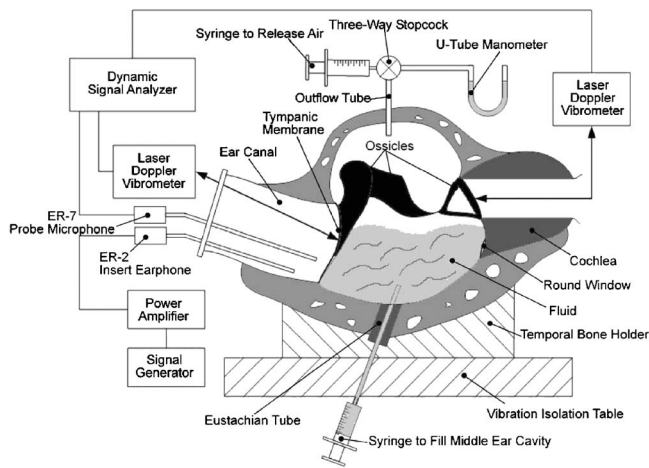 Three-Way Stopcock
Syringe to Release Air
U-Tube Manometer
Dynamic
Signal Analyzer
Outflow Tube
Laser
Doppler
Vibrometer
Tympanic
Membrane
Ossicles
Ear Canal
Laser
Doppler
Vibrometer
ER-7
Probe Microphone
ER-2
Insert Earphone
Cochlea
Round Window
Fluid
Power
Amplifier
Temporal Bone Holder
Signal
Generator
Eustachian Tube
Vibration Isolation Table
Syringe to Fill Middle Ear Cavity